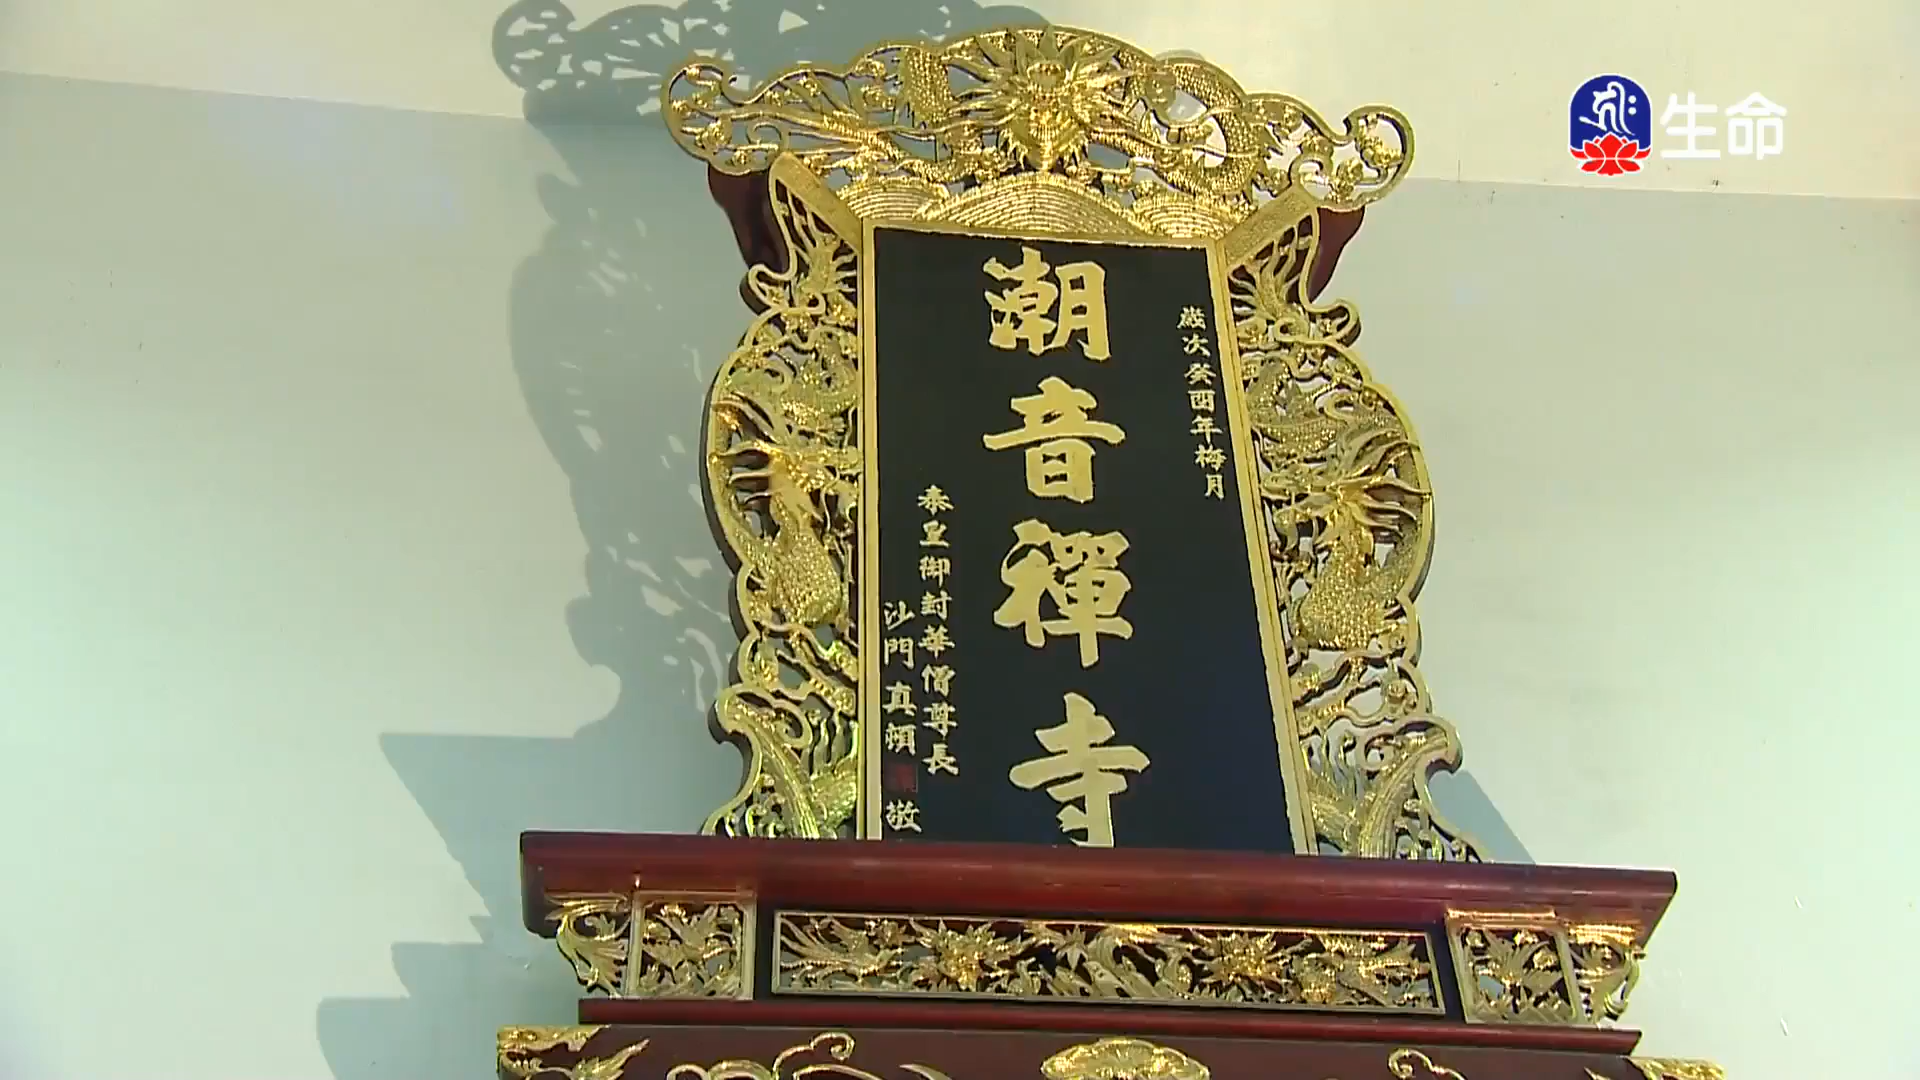 歲次癸酉年梅月
潮音禪寺
泰皇御封華僧尊長
沙門真頓
敬
生命